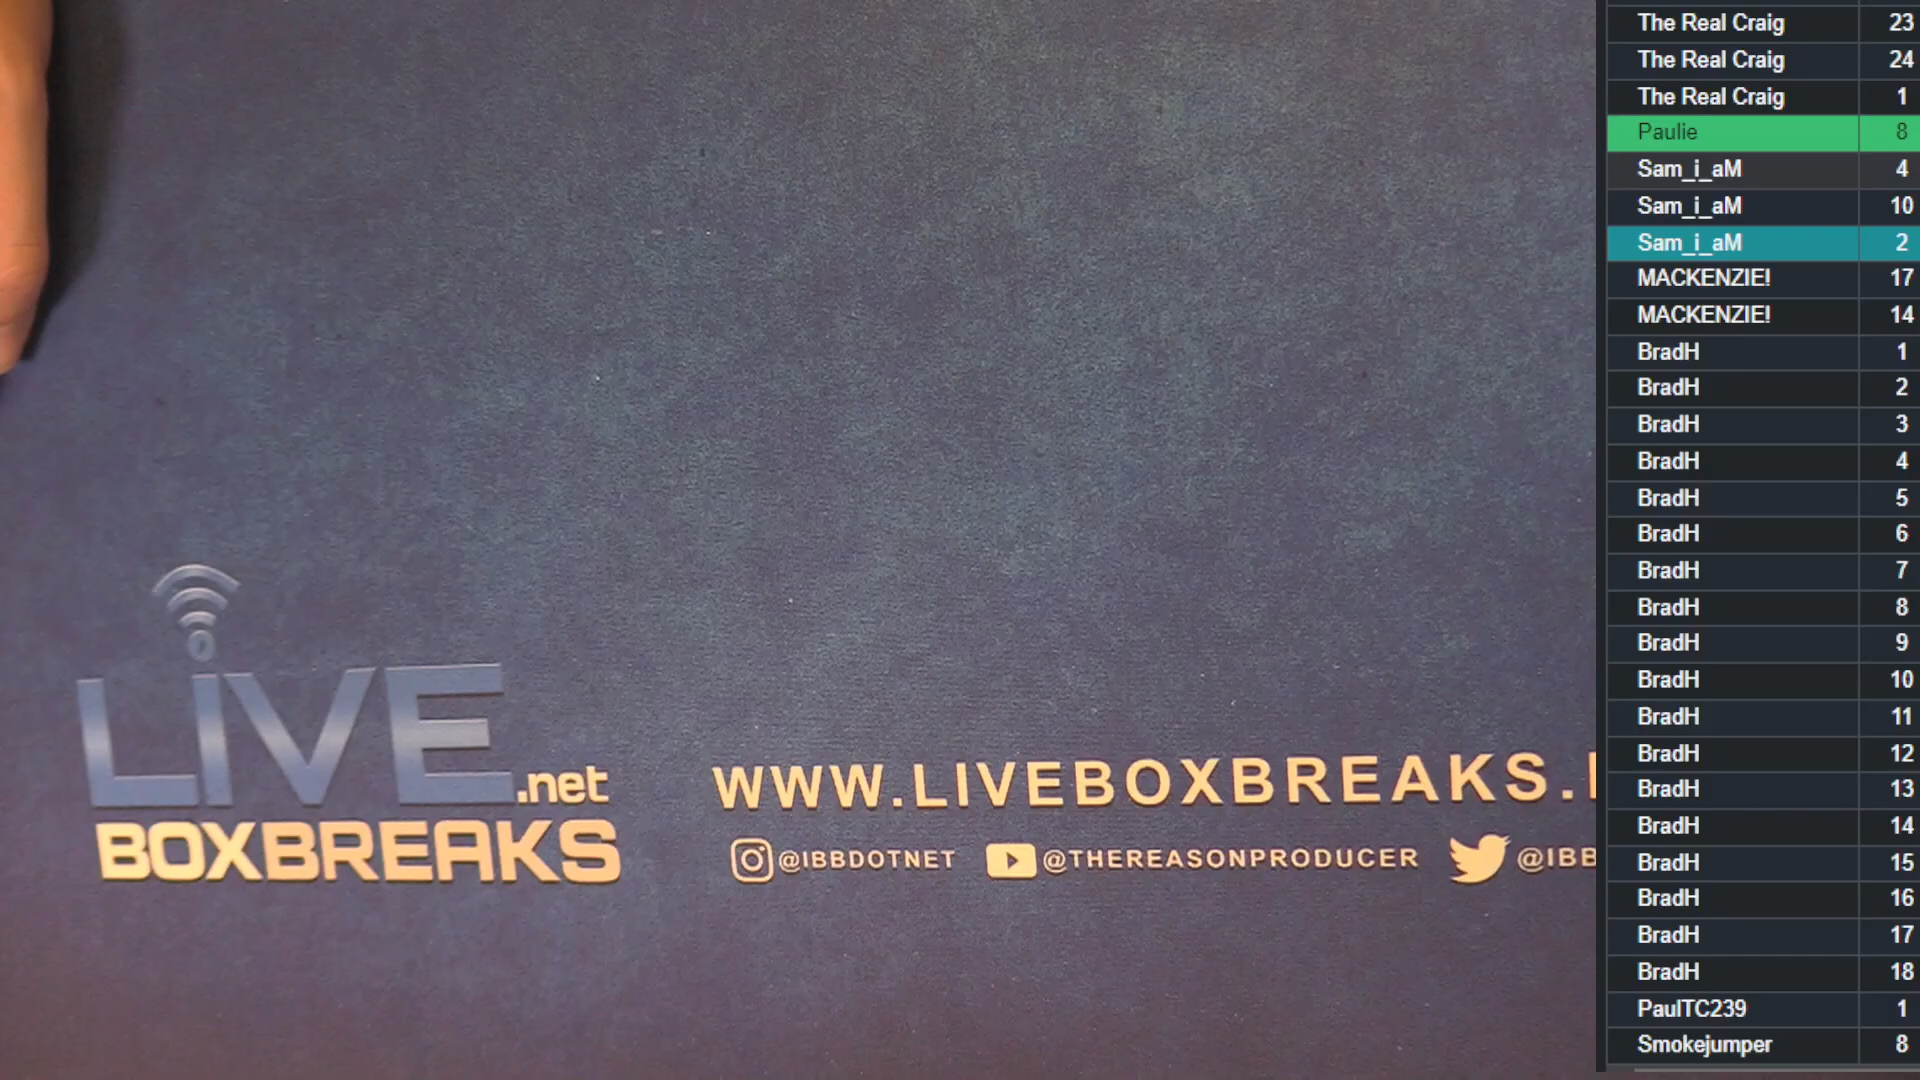 LIVE.net
BOXBREAKS
WWW.LIVEBOXBREAKS.
@IBBDOTNET @THEREASONPRODUCER @IBB
The Real Craig 23
The Real Craig 24
The Real Craig 1
Paulie 8
Sam_i_aM 4
Sam_i_aM 10
Sam_i_aM 2
MACKENZIE! 17
MACKENZIE! 14
BradH 1
BradH 2
BradH 3
BradH 4
BradH 5
BradH 6
BradH 7
BradH 8
BradH 9
BradH 10
BradH 11
BradH 12
BradH 13
BradH 14
BradH 15
BradH 16
BradH 17
BradH 18
PaulTC239 1
Smokejumper 8